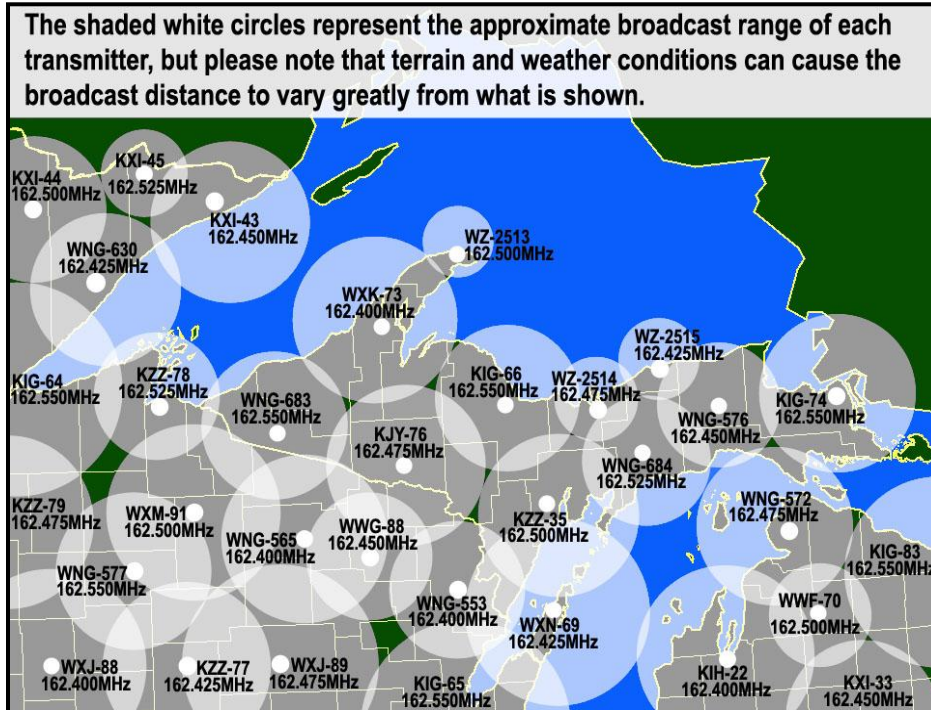 The shaded white circles represent the approximate broadcast range of each
transmitter, but please note that terrain and weather conditions can cause the
broadcast distance to vary greatly from what is shown.
KXI-45
162.525MHz
KXI-44
162.500MHz
KXI-43
162.450MHz
WNG-630
162.425MHz
WZ-2513
162.500MHz
WXK-73
162.400MHz
WZ-2515
162.425MHz
KIG-64
162.550MHz
KZZ-78
162.525MHz
KIG-66
162.550MHz
WZ-2514
162.475MHz
WNG-683
162.550MHz
WNG-576
162.450MHz
KIG-74
162.550MHz
KJY-76
162.475MHz
WNG-684
162.525MHz
KZZ-79
162.475MHz
WXM-91
162.500MHz
WNG-565
162.400MHz
WWG-88
162.450MHz
KZZ-35
162.500MHz
WNG-572
162.475MHz
KIG-83
162.550MHz
WNG-577
162.550MHz
WNG-553
162.400MHz
WXN-69
162.425MHz
WWF-70
162.500MHz
WXJ-88
162.400MHz
KZZ-77
162.425MHz
WXJ-89
162.475MHz
KIG-65
162.550MHz
KIH-22
162.400MHz
KXI-33
162.450MHz